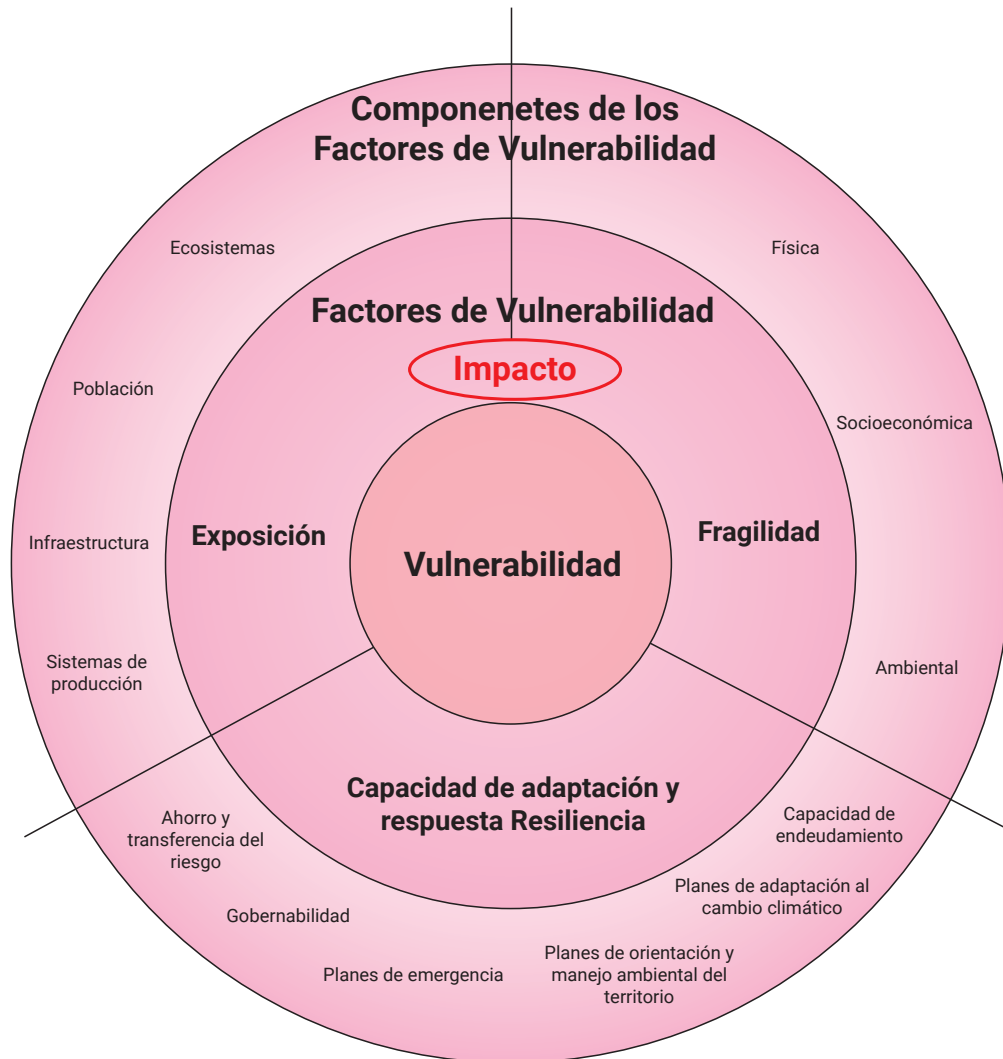 Componenetes de los
Factores de Vulnerabilidad
Ecosistemas
Física
Factores de Vulnerabilidad
Impacto
Población
Socioeconómica
Infraestructura
Exposición
Fragilidad
Vulnerabilidad
Sistemas de
producción
Ambiental
Capacidad de adaptación y
respuesta Resiliencia
Ahorro y
transferencia del
riesgo
Capacidad de
endeudamiento
Planes de adaptación al
cambio climático
Gobernabilidad
Planes de emergencia
Planes de orientación y
manejo ambiental del
territorio